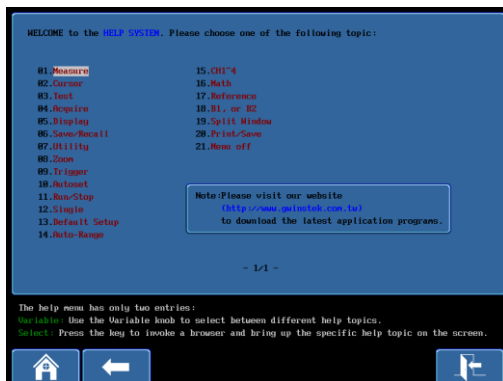 WELCOME to the HELP SYSTEM. Please choose one of the following topic:
01.Measure
02.Cursor
03.Test
04.Acquire
05.Display
06.Save/Recall
07.Utility
08.Zoom
09.Trigger
10.Autoset
11.Run/Stop
12.Single
13.Default Setup
14.Auto-Range
15.CH1~4
16.Math
17.Reference
18.B1, or B2
19.Split Window
20.Print/Save
21.Menu off
Note:Please visit our website
(http://www.gwinstek.com.tw)
to download the latest application programs.
- 1/1 -
The help menu has only two entries:
Variable: Use the Variable knob to select between different help topics.
Select: Press the key to invoke a browser and bring up the specific help topic on the screen.